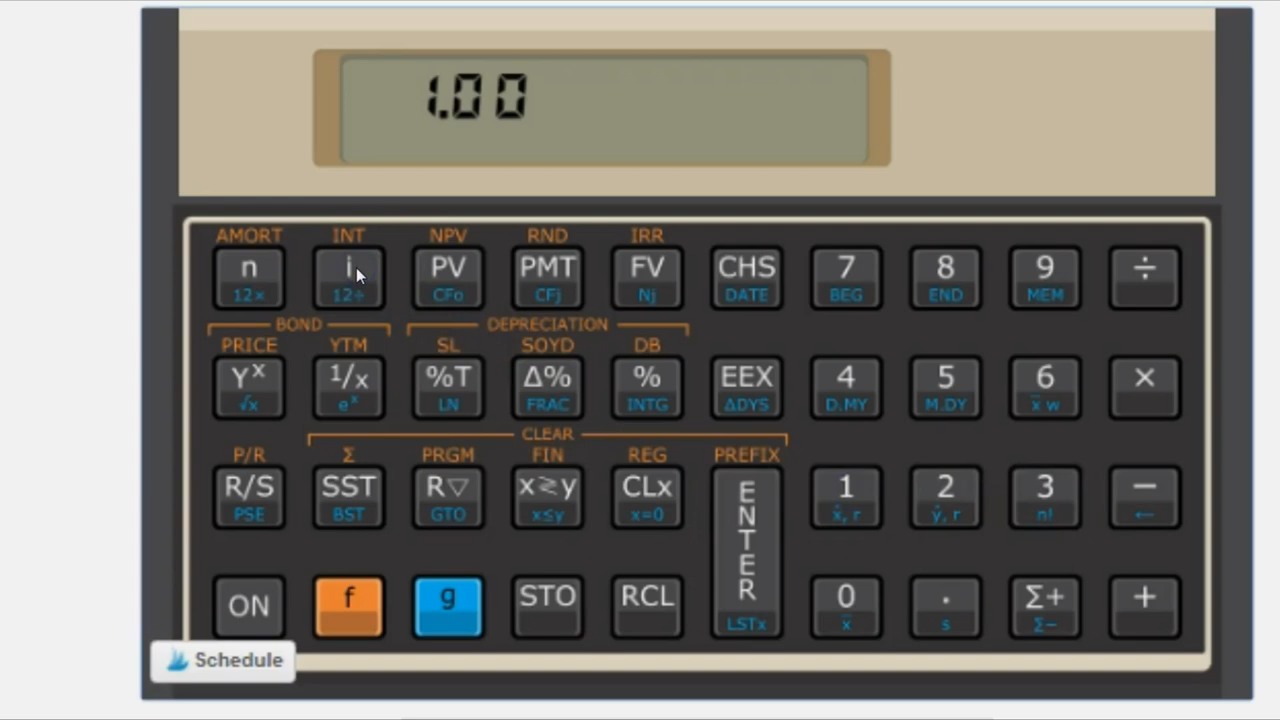 1.00
AMORT INT NPV RND IRR
n i PV PMT FV CHS 7 8 9 ÷
12× 12÷ CFo CFj Nj DATE BEG END MEM
BOND DEPRECIATION
PRICE YTM SL SOYD DB
Yˣ 1/x %T Δ% % EEX 4 5 6 ×
√x eˣ LN FRAC INTG ΔDYS D.MY M.DY x̄ w
CLEAR
P/R Σ PRGM FIN REG PREFIX
R/S SST R▽ x≷y CLx ENTER 1 2 3 −
PSE BST GTO x≤y x=0 x̂, r ŷ, r n! ←
ON f g STO RCL 0 . Σ+ +
LSTx x̄ s Σ−
Schedule